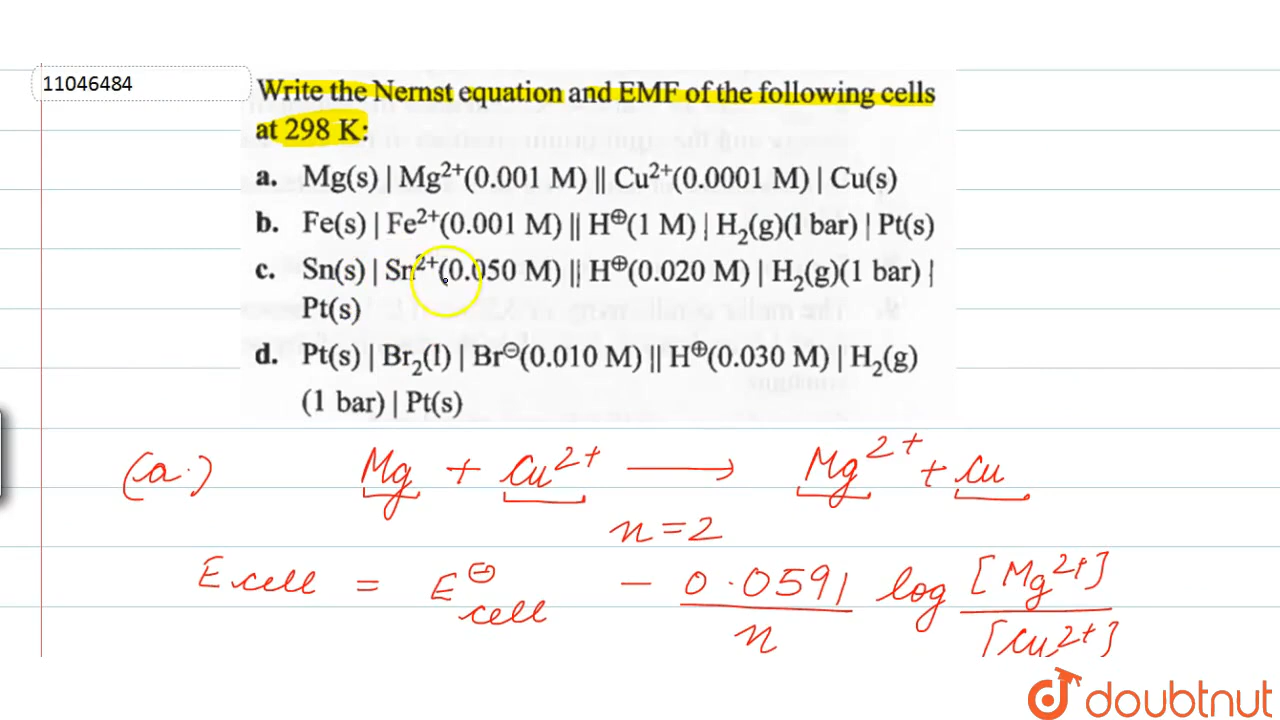 11046484
Write the Nernst equation and EMF of the following cells
at 298 K:
a. Mg(s) | Mg²⁺(0.001 M) || Cu²⁺(0.0001 M) | Cu(s)
b. Fe(s) | Fe²⁺(0.001 M) || H⊕(1 M) | H₂(g)(1 bar) | Pt(s)
c. Sn(s) | Sn²⁺(0.050 M) || H⊕(0.020 M) | H₂(g)(1 bar) |
Pt(s)
d. Pt(s) | Br₂(l) | Br⊖(0.010 M) || H⊕(0.030 M) | H₂(g)
(1 bar) | Pt(s)
(a.) Mg + Cu²⁺ ⟶ Mg²⁺ + Cu
n = 2
E cell = E⊖cell − 0.0591/n log [Mg²⁺]/[Cu²⁺]
doubtnut